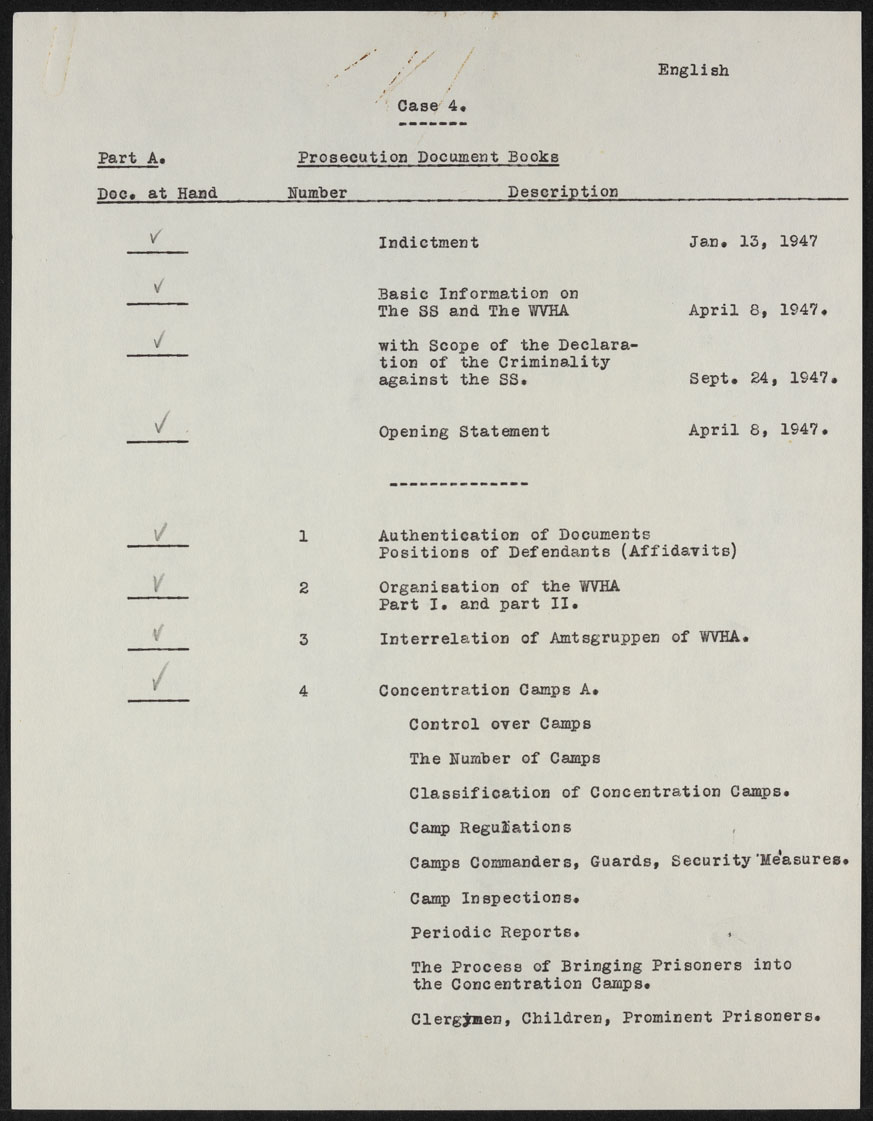 English
Case 4.
Part A. Prosecution Document Books
Doc. at Hand Number Description
✓ Indictment Jan. 13, 1947
✓ Basic Information on
The SS and The WVHA April 8, 1947.
✓ with Scope of the Declara-
tion of the Criminality
against the SS. Sept. 24, 1947.
✓ Opening Statement April 8, 1947.
--------------
✓ 1 Authentication of Documents
Positions of Defendants (Affidavits)
✓ 2 Organisation of the WVHA
Part I. and part II.
✓ 3 Interrelation of Amtsgruppen of WVHA.
✓ 4 Concentration Camps A.
Control over Camps
The Number of Camps
Classification of Concentration Camps.
Camp Regulations
Camps Commanders, Guards, Security Measures.
Camp Inspections.
Periodic Reports.
The Process of Bringing Prisoners into
the Concentration Camps.
Clergymen, Children, Prominent Prisoners.